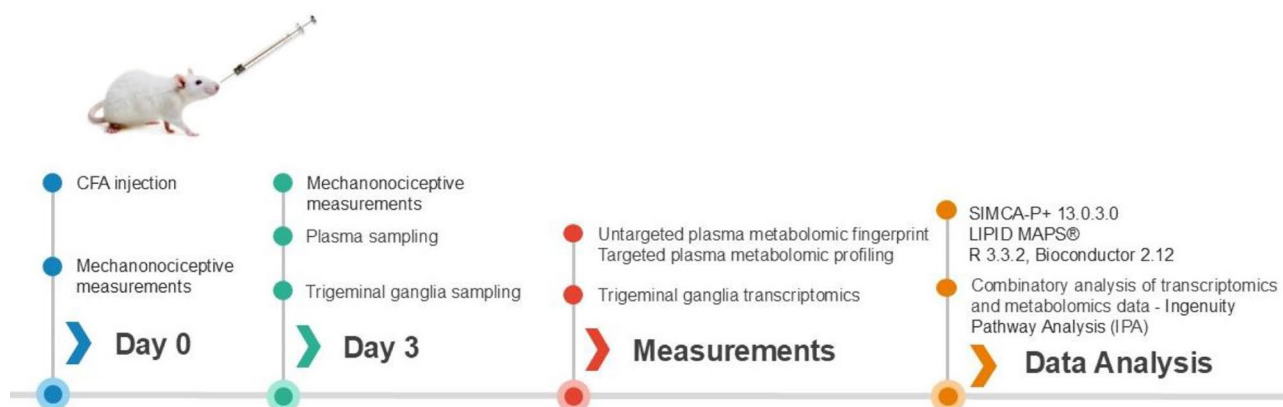 CFA injection
Mechanonociceptive
measurements
Day 0
Mechanonociceptive
measurements
Plasma sampling
Trigeminal ganglia sampling
Day 3
Untargeted plasma metabolomic fingerprint
Targeted plasma metabolomic profiling
Trigeminal ganglia transcriptomics
Measurements
SIMCA-P+ 13.0.3.0
LIPID MAPS®
R 3.3.2, Bioconductor 2.12
Combinatory analysis of transcriptomics
and metabolomics data - Ingenuity
Pathway Analysis (IPA)
Data Analysis